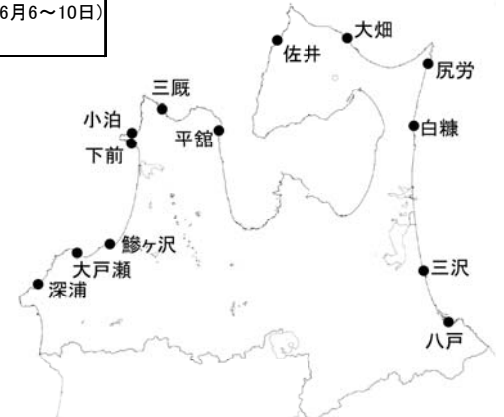 6月6～10日)
大畑
佐井
尻労
三厩
小泊
平舘
白糠
下前
鰺ヶ沢
大戸瀬
三沢
深浦
八戸